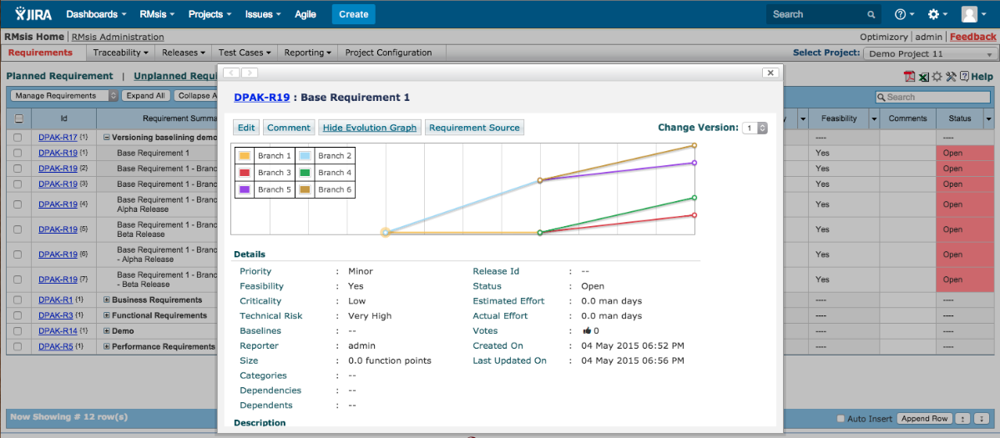 JIRA Dashboards RMsis Projects Issues Agile Create Search
RMsis Home | RMsis Administration Optimizory | admin | Feedback
Requirements Traceability Releases Test Cases Reporting Project Configuration Select Project: Demo Project 11
Planned Requirement | Unplanned Requi Help
Manage Requirements Expand All Collapse A Search
Id Requirement Summa Feasibility Comments Status
DPAK-R17 {1} Versioning baselining demo ---- ----
DPAK-R19 {1} Base Requirement 1 Yes Open
DPAK-R19 {2} Base Requirement 1 - Branc Yes Open
DPAK-R19 {3} Base Requirement 1 - Branc Yes Open
DPAK-R19 {4} Base Requirement 1 - Branc Yes Open
Alpha Release
DPAK-R19 {5} Base Requirement 1 - Branc Yes Open
Beta Release
DPAK-R19 {6} Base Requirement 1 - Branc Yes Open
- Alpha Release
DPAK-R19 {7} Base Requirement 1 - Branc Yes Open
- Beta Release
DPAK-R1 {1} Business Requirements ---- ----
DPAK-R3 {1} Functional Requirements ---- ----
DPAK-R14 {1} Demo ---- ----
DPAK-R5 {1} Performance Requirements ---- ----
DPAK-R19 : Base Requirement 1
Edit Comment Hide Evolution Graph Requirement Source Change Version: 1
Branch 1 Branch 2
Branch 3 Branch 4
Branch 5 Branch 6
Details
Priority : Minor Release Id : --
Feasibility : Yes Status : Open
Criticality : Low Estimated Effort : 0.0 man days
Technical Risk : Very High Actual Effort : 0.0 man days
Baselines : -- Votes : 0
Reporter : admin Created On : 04 May 2015 06:52 PM
Size : 0.0 function points Last Updated On : 04 May 2015 06:56 PM
Categories : --
Dependencies : --
Dependents : --
Description
Now Showing # 12 row(s) Auto Insert Append Row